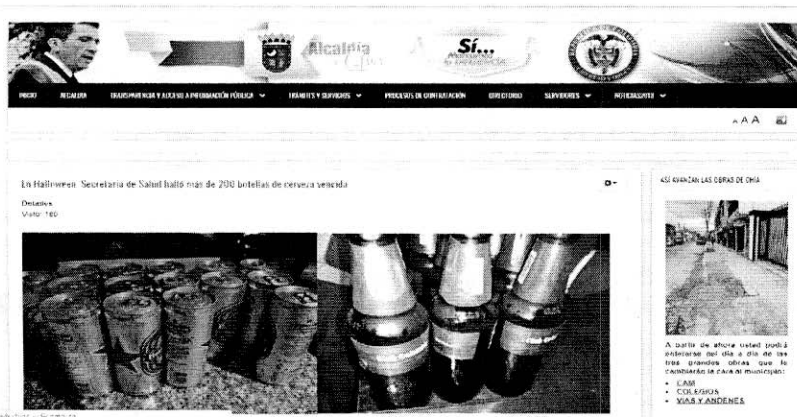 Alcaldía
Sí...
INICIO ALCALDÍA TRANSPARENCIA Y ACCESO A INFORMACIÓN PÚBLICA TRÁMITES Y SERVICIOS PROCESOS DE CONTRATACIÓN DIRECTORIO SERVIDORES NOTICIAS2012
A A A
En Halloween, Secretaría de Salud halló más de 200 botellas de cerveza vencida
Detalles
Visto: 160
ASÍ AVANZAN LAS OBRAS DE CHÍA
A partir de ahora usted podrá
enterarse del día a día de las
tres grandes obras que le
cambiarán la cara al municipio:
CAM
COLEGIOS
VIAS Y ANDENES